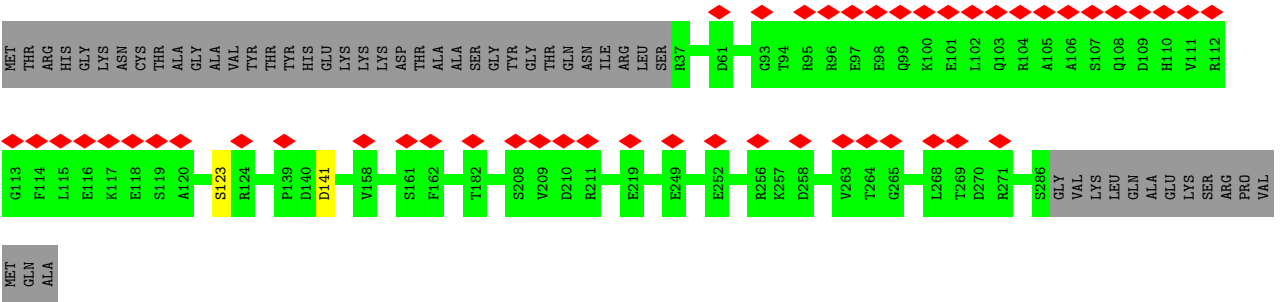 MET THR ARG HIS GLY LYS ASN CYS THR ALA GLY ALA VAL TYR THR THR TYR HIS GLU LYS LYS LYS ASP THR ALA ALA SER GLY TYR GLY THR GLN ASN ILE ARG LEU SER R37 D61 G93 T94 R95 R96 E97 E98 Q99 K100 E101 L102 Q103 R104 A105 A106 S107 Q108 D109 H110 V111 R112
G113 F114 L115 E116 K117 E118 S119 A120 S123 R124 P139 D140 D141 V158 S161 F162 T182 S208 V209 D210 R211 E219 E249 E252 R256 K257 D258 V263 T264 G265 L268 T269 D270 R271 S286 GLY VAL LYS LEU GLN ALA GLU LYS SER ARG PRO VAL
MET GLN ALA